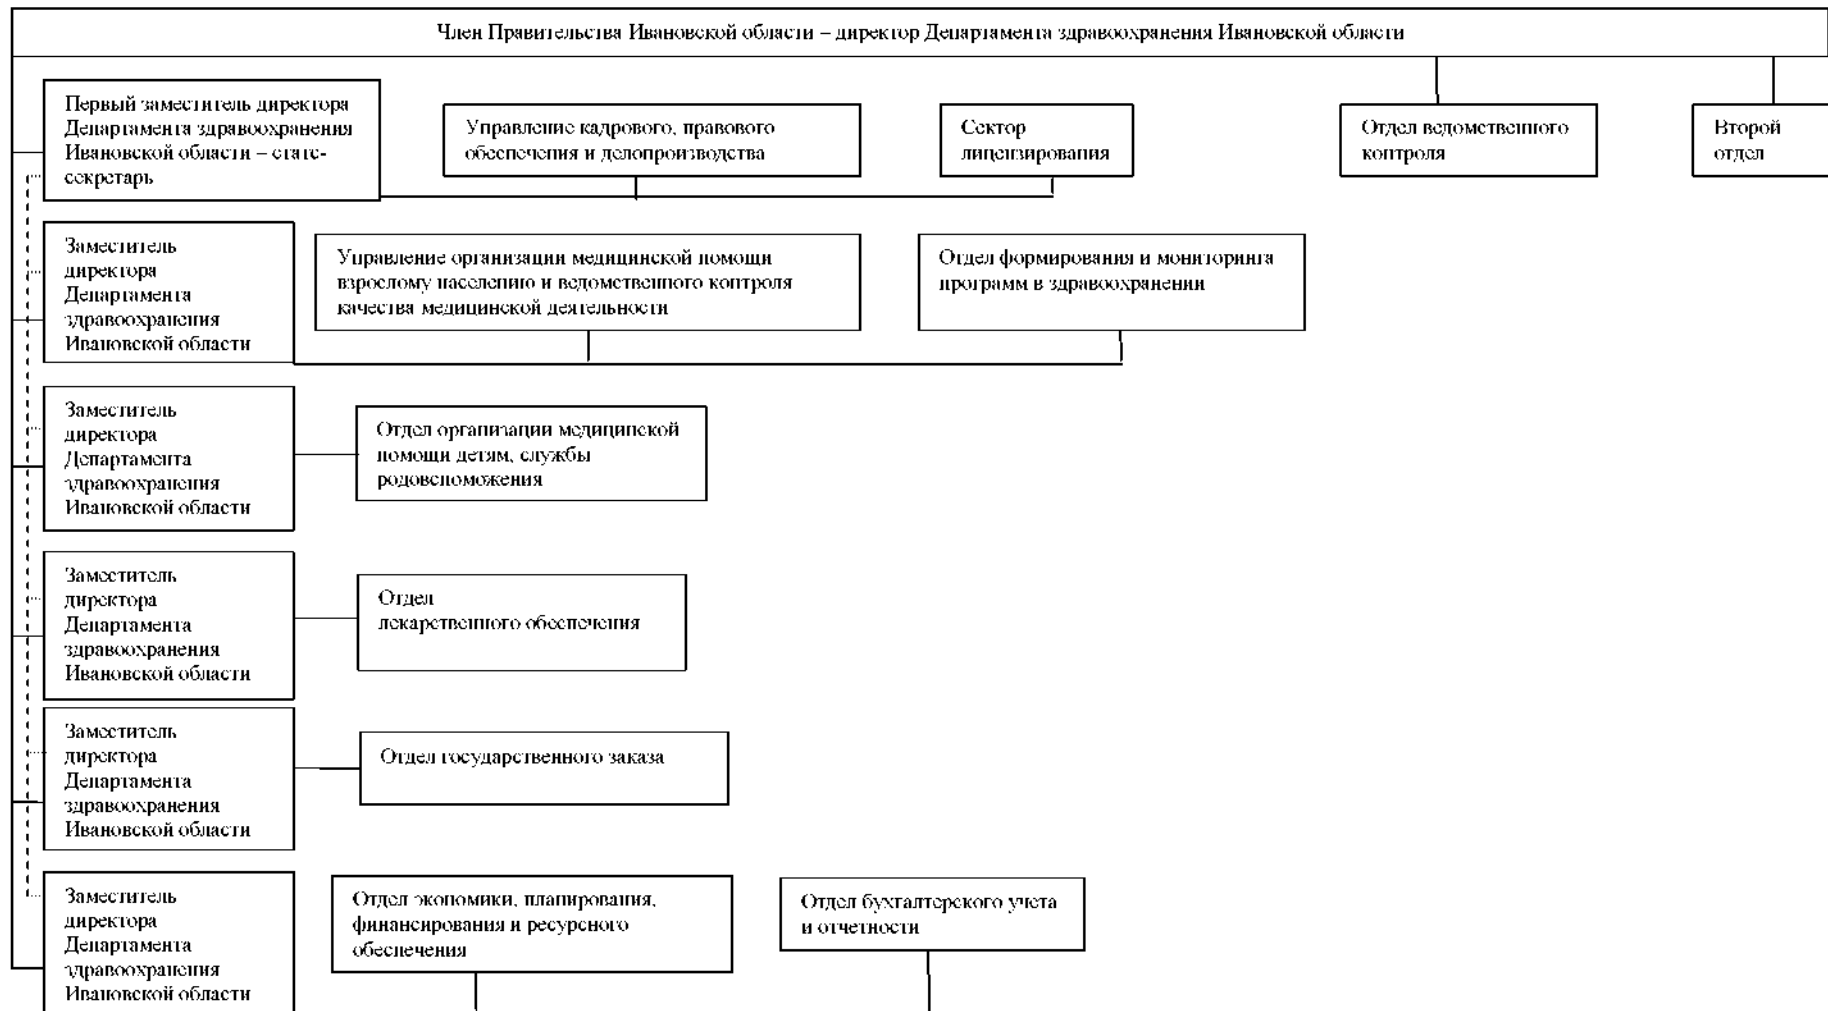 Член Правительства Ивановской области – директор Департамента здравоохранения Ивановской области
Первый заместитель директора
Департамента здравоохранения
Ивановской области – статс-
секретарь
Управление кадрового, правового
обеспечения и делопроизводства
Сектор
лицензирования
Отдел ведомственного
контроля
Второй
отдел
Заместитель
директора
Департамента
здравоохранения
Ивановской области
Управление организации медицинской помощи
взрослому населению и ведомственного контроля
качества медицинской деятельности
Отдел формирования и мониторинга
программ в здравоохранении
Заместитель
директора
Департамента
здравоохранения
Ивановской области
Отдел организации медицинской
помощи детям, службы
родовспоможения
Заместитель
директора
Департамента
здравоохранения
Ивановской области
Отдел
лекарственного обеспечения
Заместитель
директора
Департамента
здравоохранения
Ивановской области
Отдел государственного заказа
Заместитель
директора
Департамента
здравоохранения
Ивановской области
Отдел экономики, планирования,
финансирования и ресурсного
обеспечения
Отдел бухгалтерского учета
и отчетности